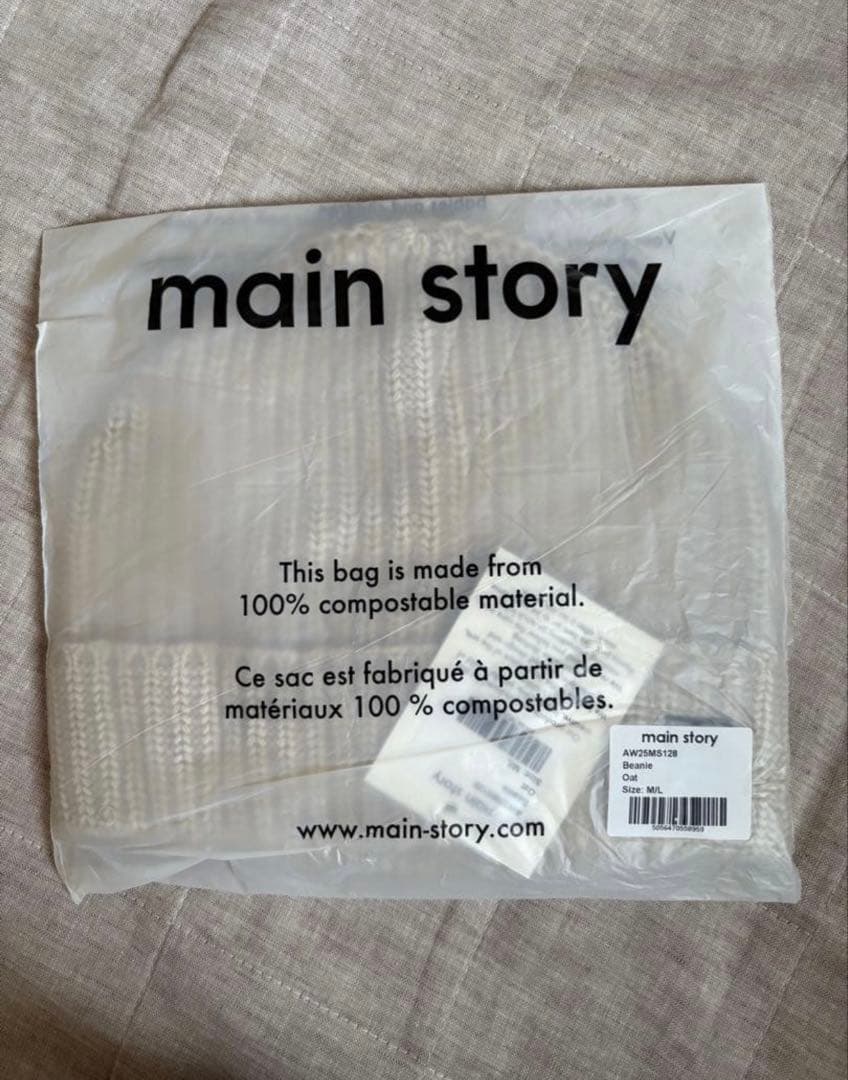 main story
This bag is made from
100% compostable material.
Ce sac est fabriqué à partir de
matériaux 100 % compostables.
www.main-story.com
main story
AW25MS128
Beanie
Oat
Size: M/L